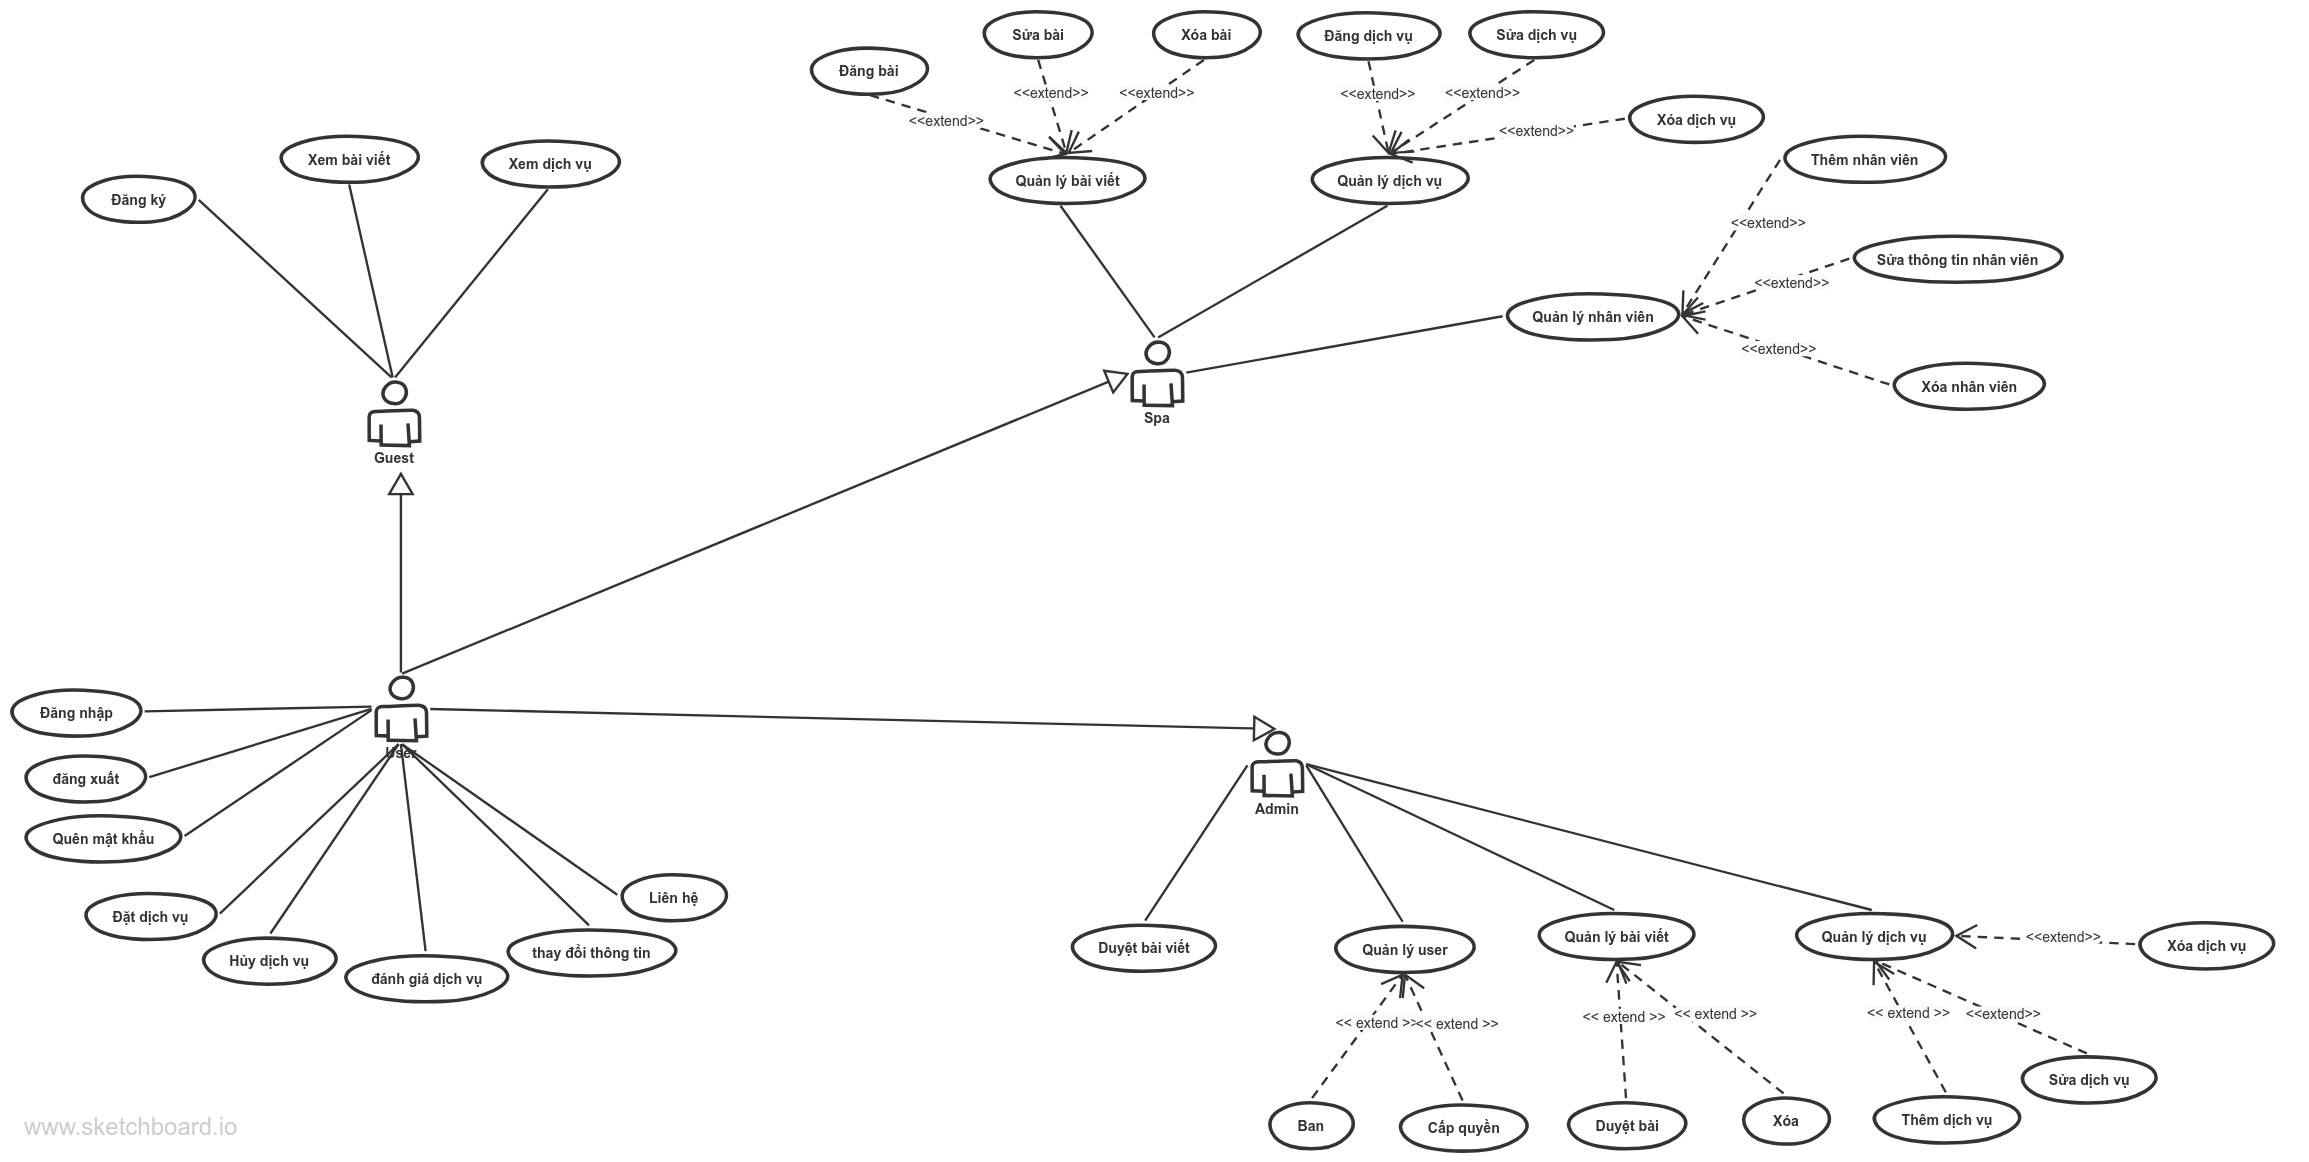 Sửa bài
Xóa bài
Đăng dịch vụ
Sửa dịch vụ
Đăng bài
<<extend>>
<<extend>>
<<extend>>
<<extend>>
<<extend>>
<<extend>>
Xóa dịch vụ
Xem bài viết
Xem dịch vụ
Đăng ký
Quản lý bài viết
Quản lý dịch vụ
Thêm nhân viên
<<extend>>
Sửa thông tin nhân viên
<<extend>>
Quản lý nhân viên
<<extend>>
Xóa nhân viên
Spa
Guest
Đăng nhập
User
đăng xuất
Quên mật khẩu
Admin
Đặt dịch vụ
Hủy dịch vụ
đánh giá dịch vụ
thay đổi thông tin
Liên hệ
Duyệt bài viết
Quản lý user
Quản lý bài viết
Quản lý dịch vụ
<<extend>>
Xóa dịch vụ
<< extend >>
<< extend >>
<< extend >>
<< extend >>
<< extend >>
<<extend>>
Sửa dịch vụ
Ban
Cấp quyền
Duyệt bài
Xóa
Thêm dịch vụ
www.sketchboard.io